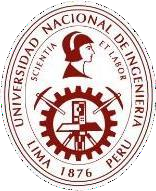 UNIVERSIDAD NACIONAL DE INGENIERIA
SCIENTIA ET LABOR
LIMA 1876 PERU